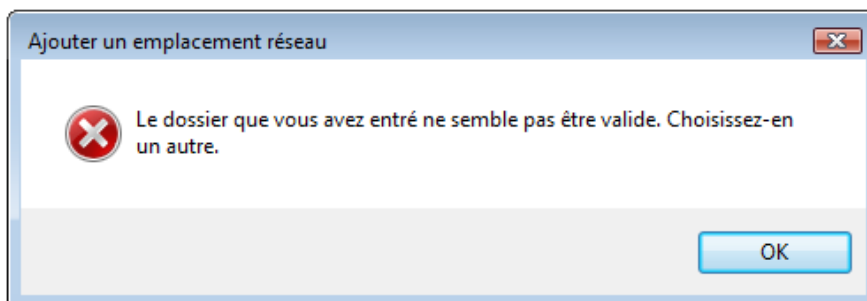 Ajouter un emplacement réseau
Le dossier que vous avez entré ne semble pas être valide. Choisissez-en
un autre.
OK